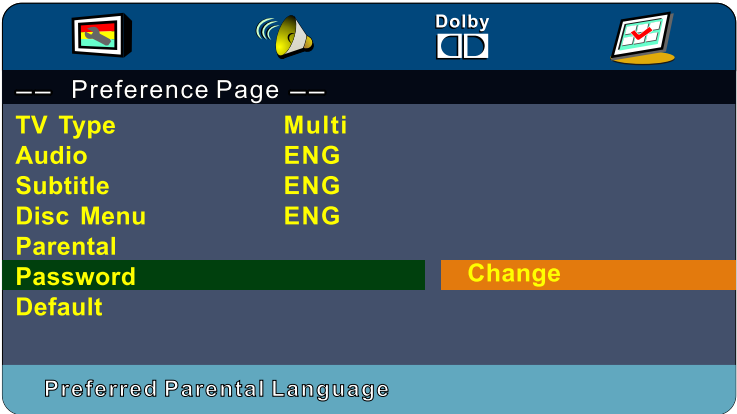 Dolby
—— Preference Page ——
TV Type Multi
Audio ENG
Subtitle ENG
Disc Menu ENG
Parental
Password Change
Default
Preferred Parental Language